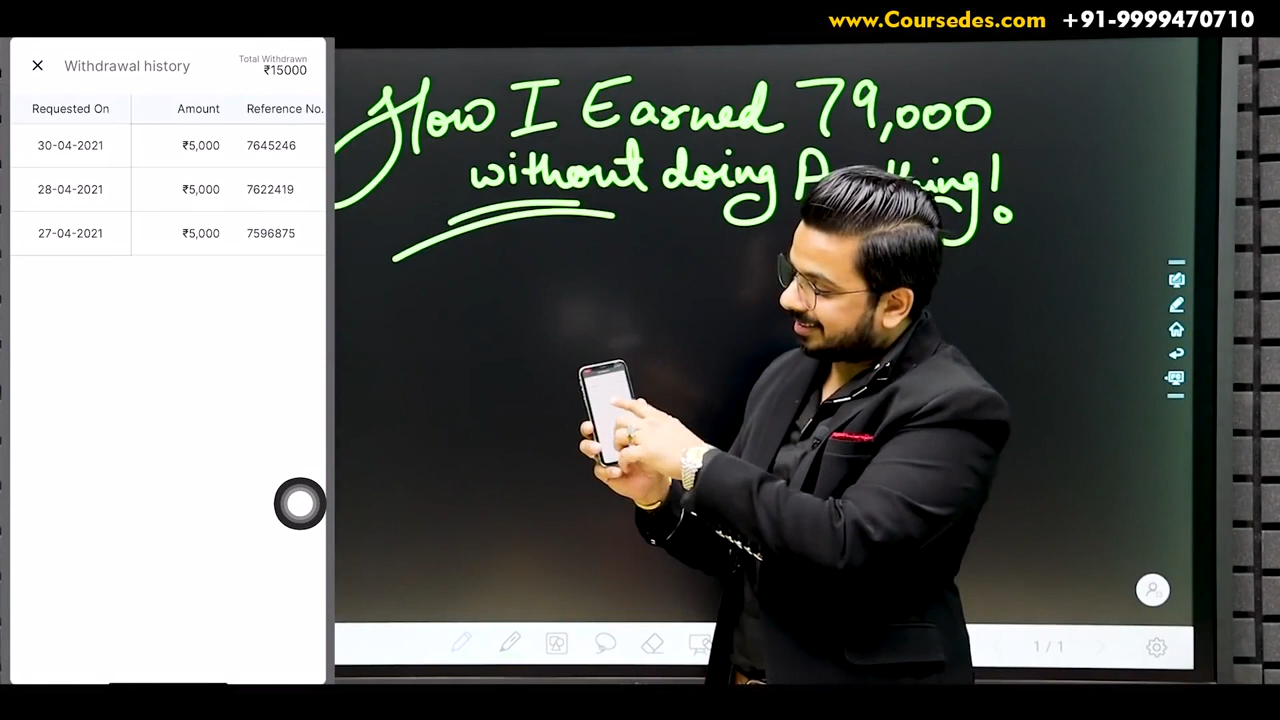 www.Coursedes.com +91-9999470710
Withdrawal history
Total Withdrawn
₹15000
Requested On Amount Reference No.
30-04-2021 ₹5,000 7645246
28-04-2021 ₹5,000 7622419
27-04-2021 ₹5,000 7596875
How I Earned 79,000
without doing
1 / 1